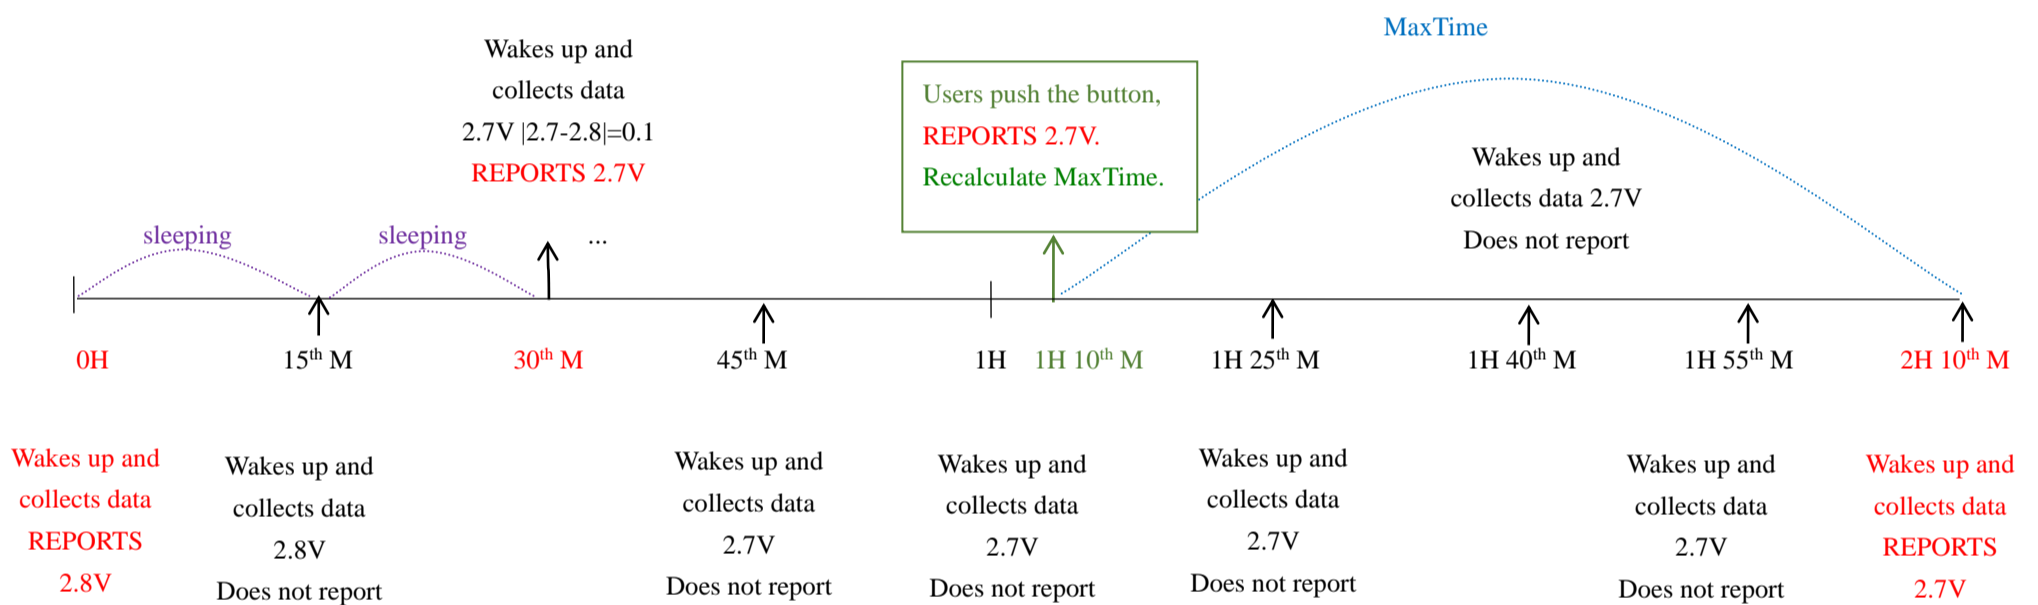 MaxTime
Wakes up and
collects data
2.7V |2.7-2.8|=0.1
REPORTS 2.7V
Users push the button,
REPORTS 2.7V.
Recalculate MaxTime.
Wakes up and
collects data 2.7V
Does not report
sleeping
sleeping
...
0H
15th M
30th M
45th M
1H
1H 10th M
1H 25th M
1H 40th M
1H 55th M
2H 10th M
Wakes up and
collects data
REPORTS
2.8V
Wakes up and
collects data
2.8V
Does not report
Wakes up and
collects data
2.7V
Does not report
Wakes up and
collects data
2.7V
Does not report
Wakes up and
collects data
2.7V
Does not report
Wakes up and
collects data
2.7V
Does not report
Wakes up and
collects data
REPORTS
2.7V